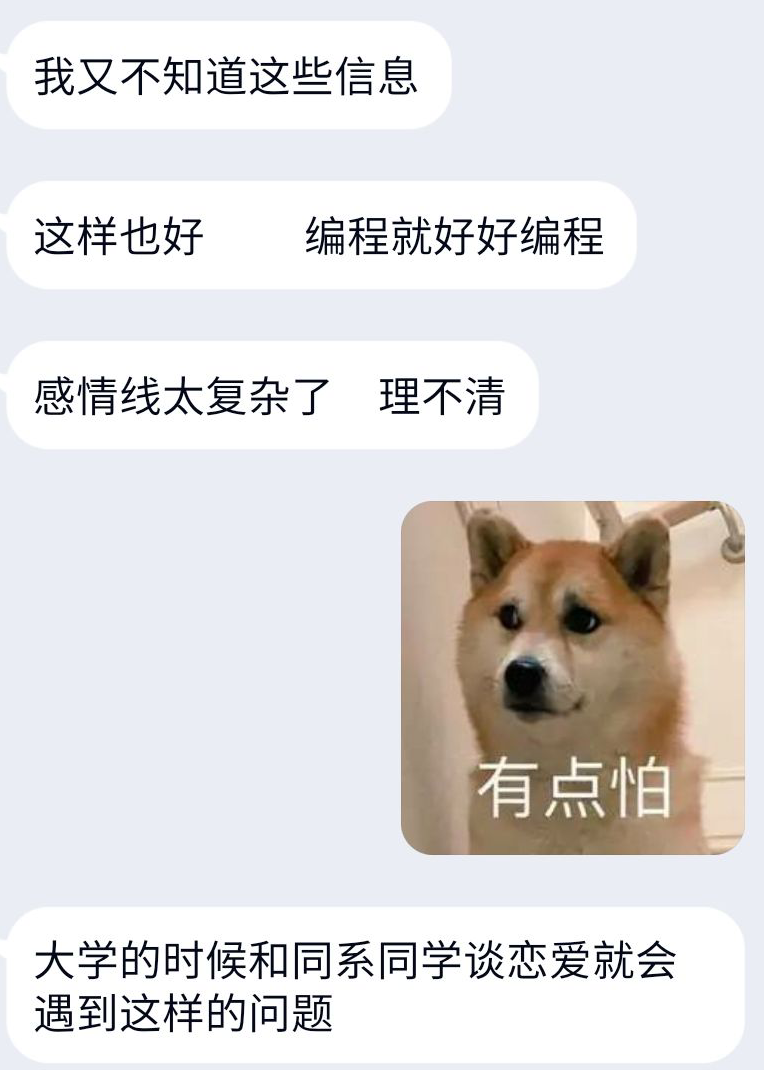 我又不知道这些信息
这样也好　　编程就好好编程
感情线太复杂了　理不清
有点怕
大学的时候和同系同学谈恋爱就会
遇到这样的问题